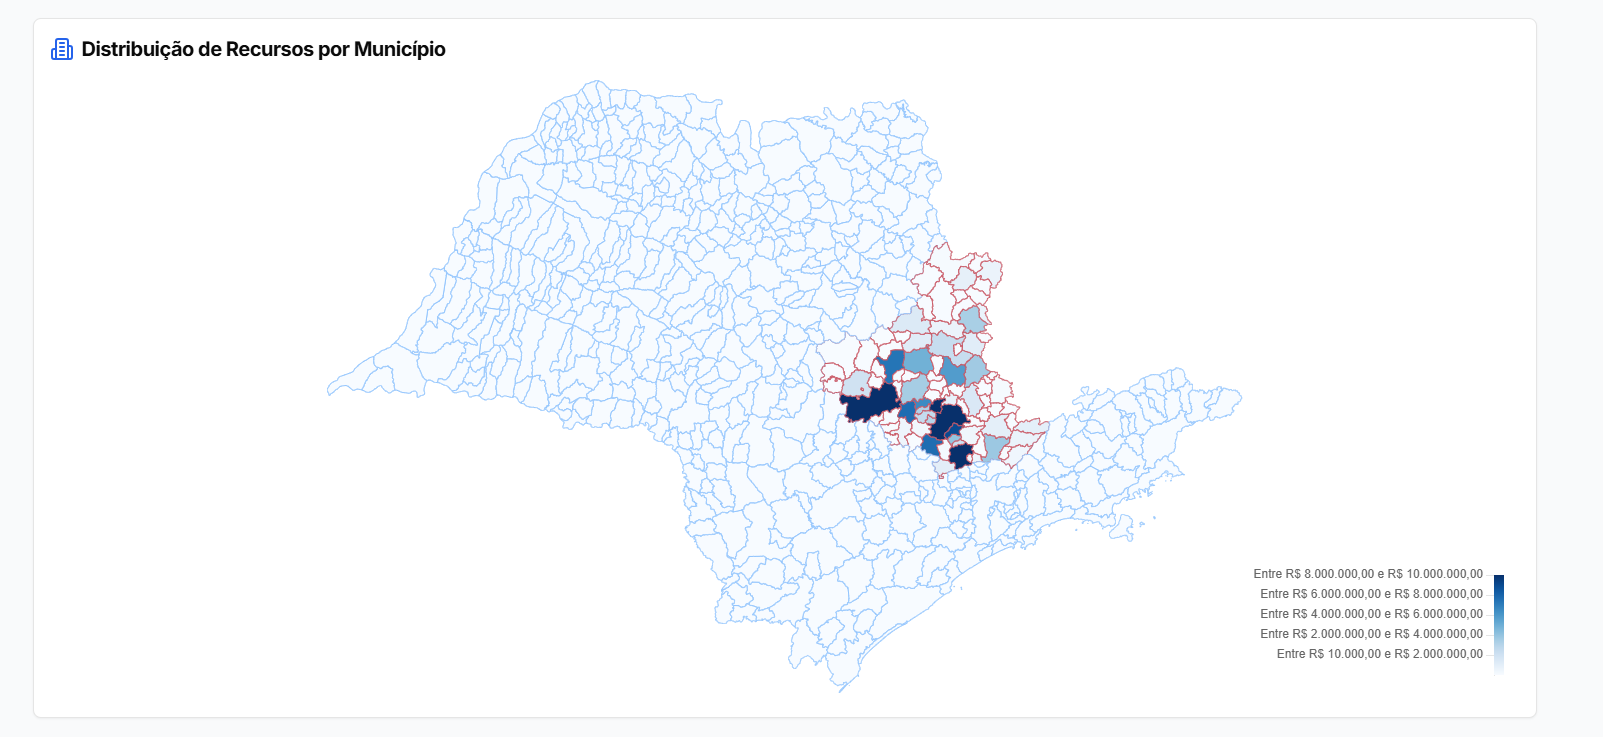 Distribuição de Recursos por Município
Entre R$ 8.000.000,00 e R$ 10.000.000,00
Entre R$ 6.000.000,00 e R$ 8.000.000,00
Entre R$ 4.000.000,00 e R$ 6.000.000,00
Entre R$ 2.000.000,00 e R$ 4.000.000,00
Entre R$ 10.000,00 e R$ 2.000.000,00